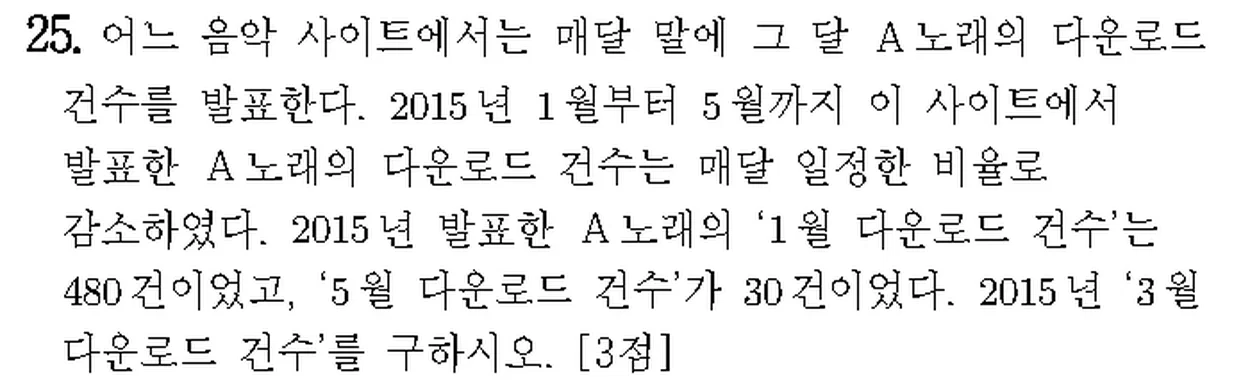 25. 어느 음악 사이트에서는 매달 말에 그 달 A 노래의 다운로드
건수를 발표한다. 2015년 1월부터 5월까지 이 사이트에서
발표한 A 노래의 다운로드 건수는 매달 일정한 비율로
감소하였다. 2015년 발표한 A 노래의 ‘1월 다운로드 건수’는
480건이었고, ‘5월 다운로드 건수’가 30건이었다. 2015년 ‘3월
다운로드 건수’를 구하시오. [3점]